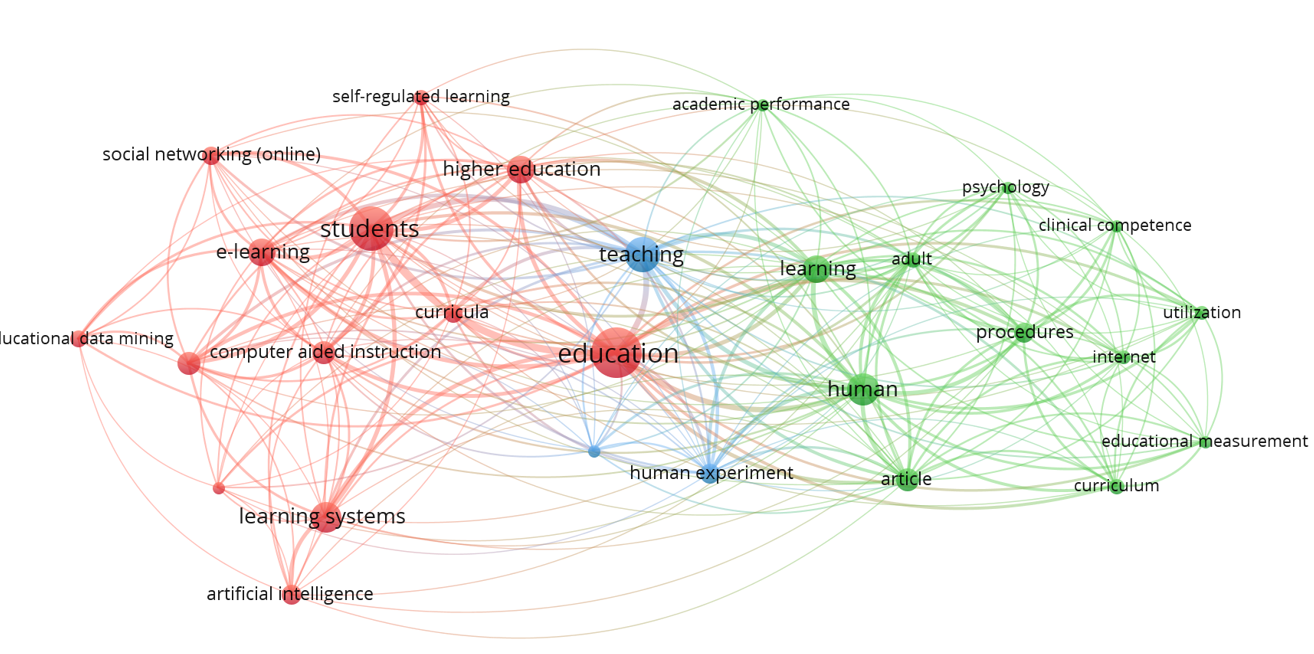 self-regulated learning
academic performance
social networking (online)
higher education
psychology
students
clinical competence
e-learning
teaching
learning
adult
curricula
utilization
ucational data mining
computer aided instruction
education
procedures
internet
human
educational measurement
human experiment
article
curriculum
learning systems
artificial intelligence